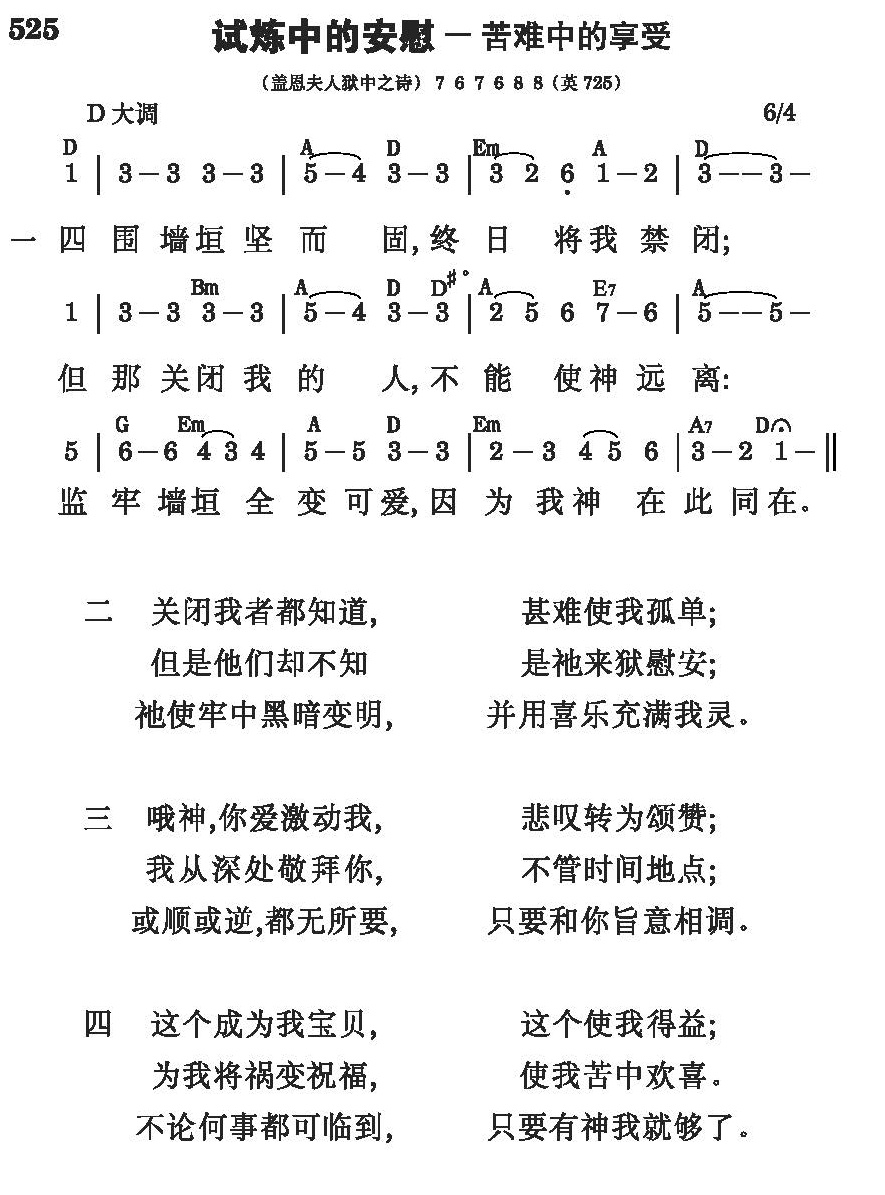 525
试炼中的安慰－苦难中的享受
（盖恩夫人狱中之诗）7 6 7 6 8 8（英 725）
D 大调 6/4
D A D Em A D
1 | 3－3 3－3 | 5－4 3－3 | 3 2 6̣ 1－2 | 3－－3－
一 四围墙垣坚而固,终日将我禁闭;
Bm A D D♯° A E7 A
1 | 3－3 3－3 | 5－4 3－3 | 2 5 6 7－6 | 5－－5－
但那关闭我的人,不能使神远离:
G Em A D Em A7 D
5 | 6－6 4 3 4 | 5－5 3－3 | 2－3 4 5 6 | 3－2 1－‖
监牢墙垣全变可爱,因为我神在此同在。
二 关闭我者都知道, 甚难使我孤单;
但是他们却不知 是祂来狱慰安;
祂使牢中黑暗变明, 并用喜乐充满我灵。
三 哦神,你爱激动我, 悲叹转为颂赞;
我从深处敬拜你, 不管时间地点;
或顺或逆,都无所要, 只要和你旨意相调。
四 这个成为我宝贝, 这个使我得益;
为我将祸变祝福, 使我苦中欢喜。
不论何事都可临到, 只要有神我就够了。